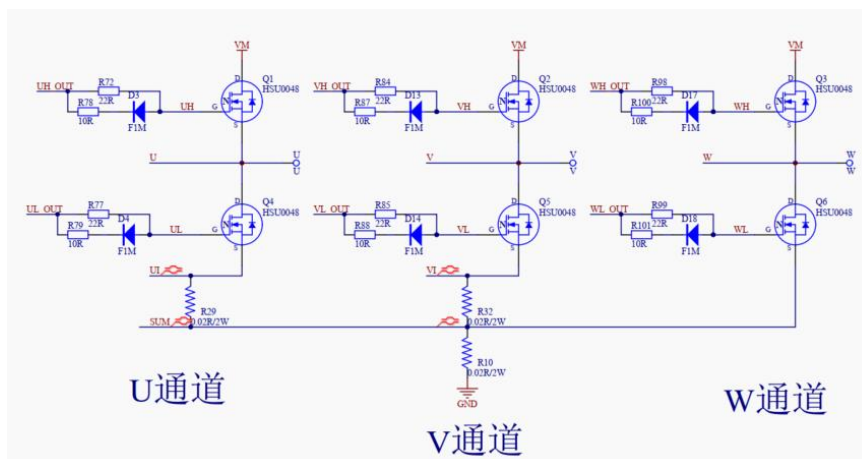 VM
VM
VM
R72
22R
D3
UH_OUT
R78
10R
F1M
UH
G
D
S
Q1
HSU0048
R84
22R
D13
VH_OUT
R87
10R
F1M
VH
G
D
S
Q2
HSU0048
R98
22R
D17
WH_OUT
R100
10R
F1M
WH
G
D
S
Q3
HSU0048
U
U
U
V
V
V
W
W
W
R77
22R
D4
UL_OUT
R79
10R
F1M
UL
G
D
S
Q4
HSU0048
R85
22R
D14
VL_OUT
R88
10R
F1M
VL
G
D
S
Q5
HSU0048
R99
22R
D18
WL_OUT
R101
10R
F1M
WL
G
D
S
Q6
HSU0048
UI
VI
R29
0.02R/2W
R32
0.02R/2W
SUM
R10
0.02R/2W
GND
U通道
V通道
W通道